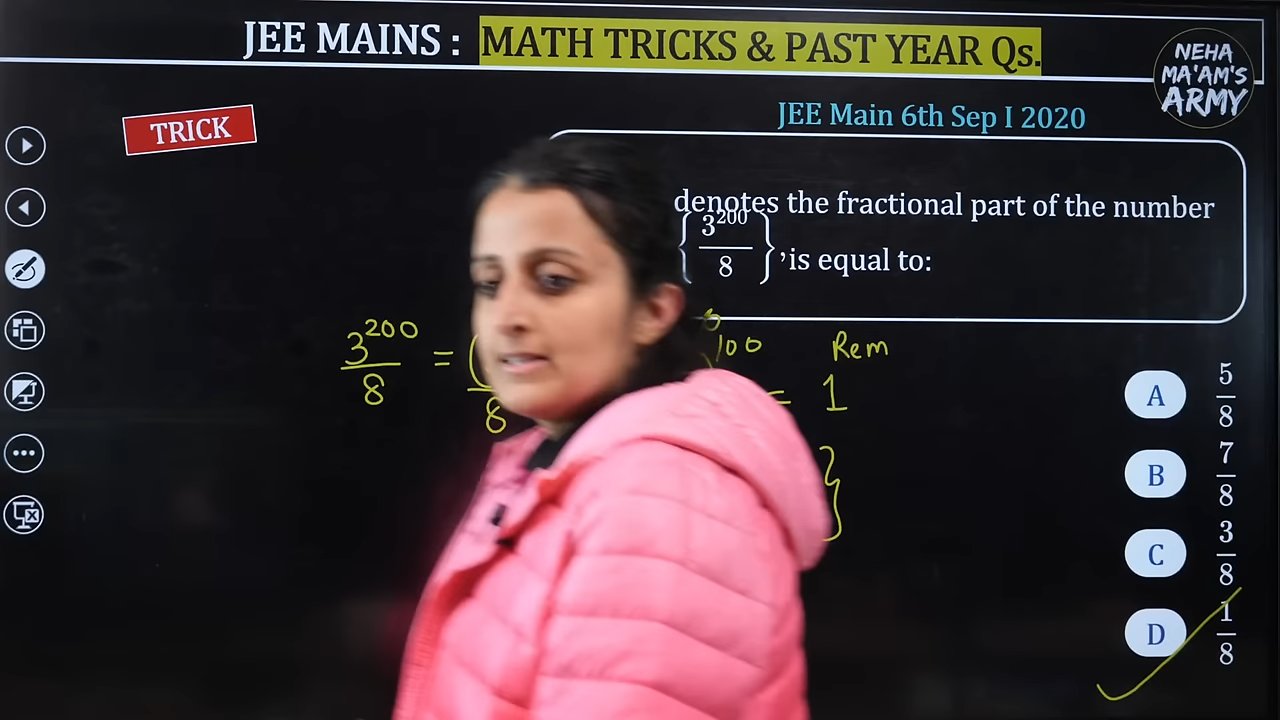 JEE MAINS : MATH TRICKS & PAST YEAR Qs.
NEHA
MA'AM'S
ARMY
JEE Main 6th Sep I 2020
TRICK
denotes the fractional part of the number
{3^200/8}, is equal to:
3^200/8 = ( /8 100 = 1
Rem
}
A 5/8
B 7/8
C 3/8
D 1/8